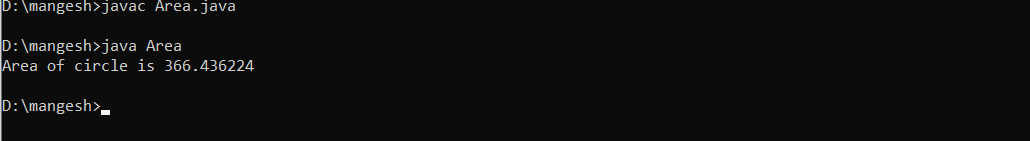 D:\mangesh>javac Area.java
D:\mangesh>java Area
Area of circle is 366.436224
D:\mangesh>